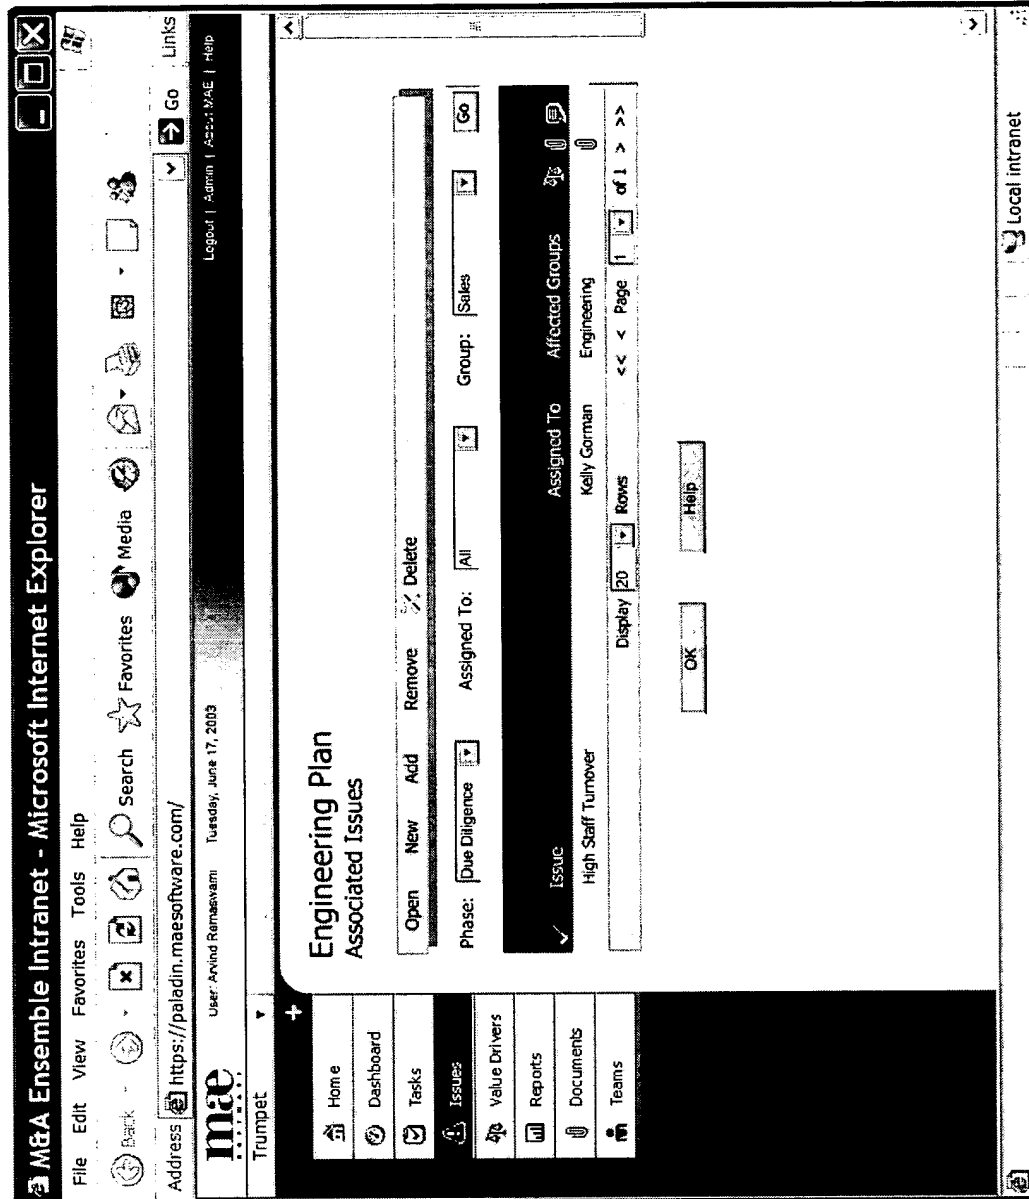 M&A Ensemble Intranet - Microsoft Internet Explorer
File Edit View Favorites Tools Help
Back Search Favorites Media
Address https://paladin.maesoftware.com/ Go Links
mae
SOFTWARE
User: Arvind Ramaswami Tuesday, June 17, 2003 Logout | Admin | About MAE | Help
Trumpet
Home
Dashboard
Tasks
Issues
Value Drivers
Reports
Documents
Teams
Engineering Plan
Associated Issues
Open New Add Remove Delete
Phase: Due Diligence Assigned To: All Group: Sales Go
Issue Assigned To Affected Groups
High Staff Turnover Kelly Gorman Engineering
Display 20 Rows << < Page 1 of 1 > >>
OK Help
Local intranet